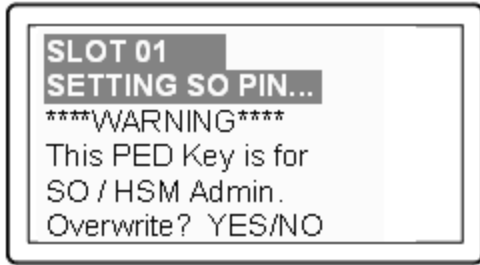 SLOT 01
SETTING SO PIN...
****WARNING****
This PED Key is for
SO / HSM Admin.
Overwrite? YES/NO